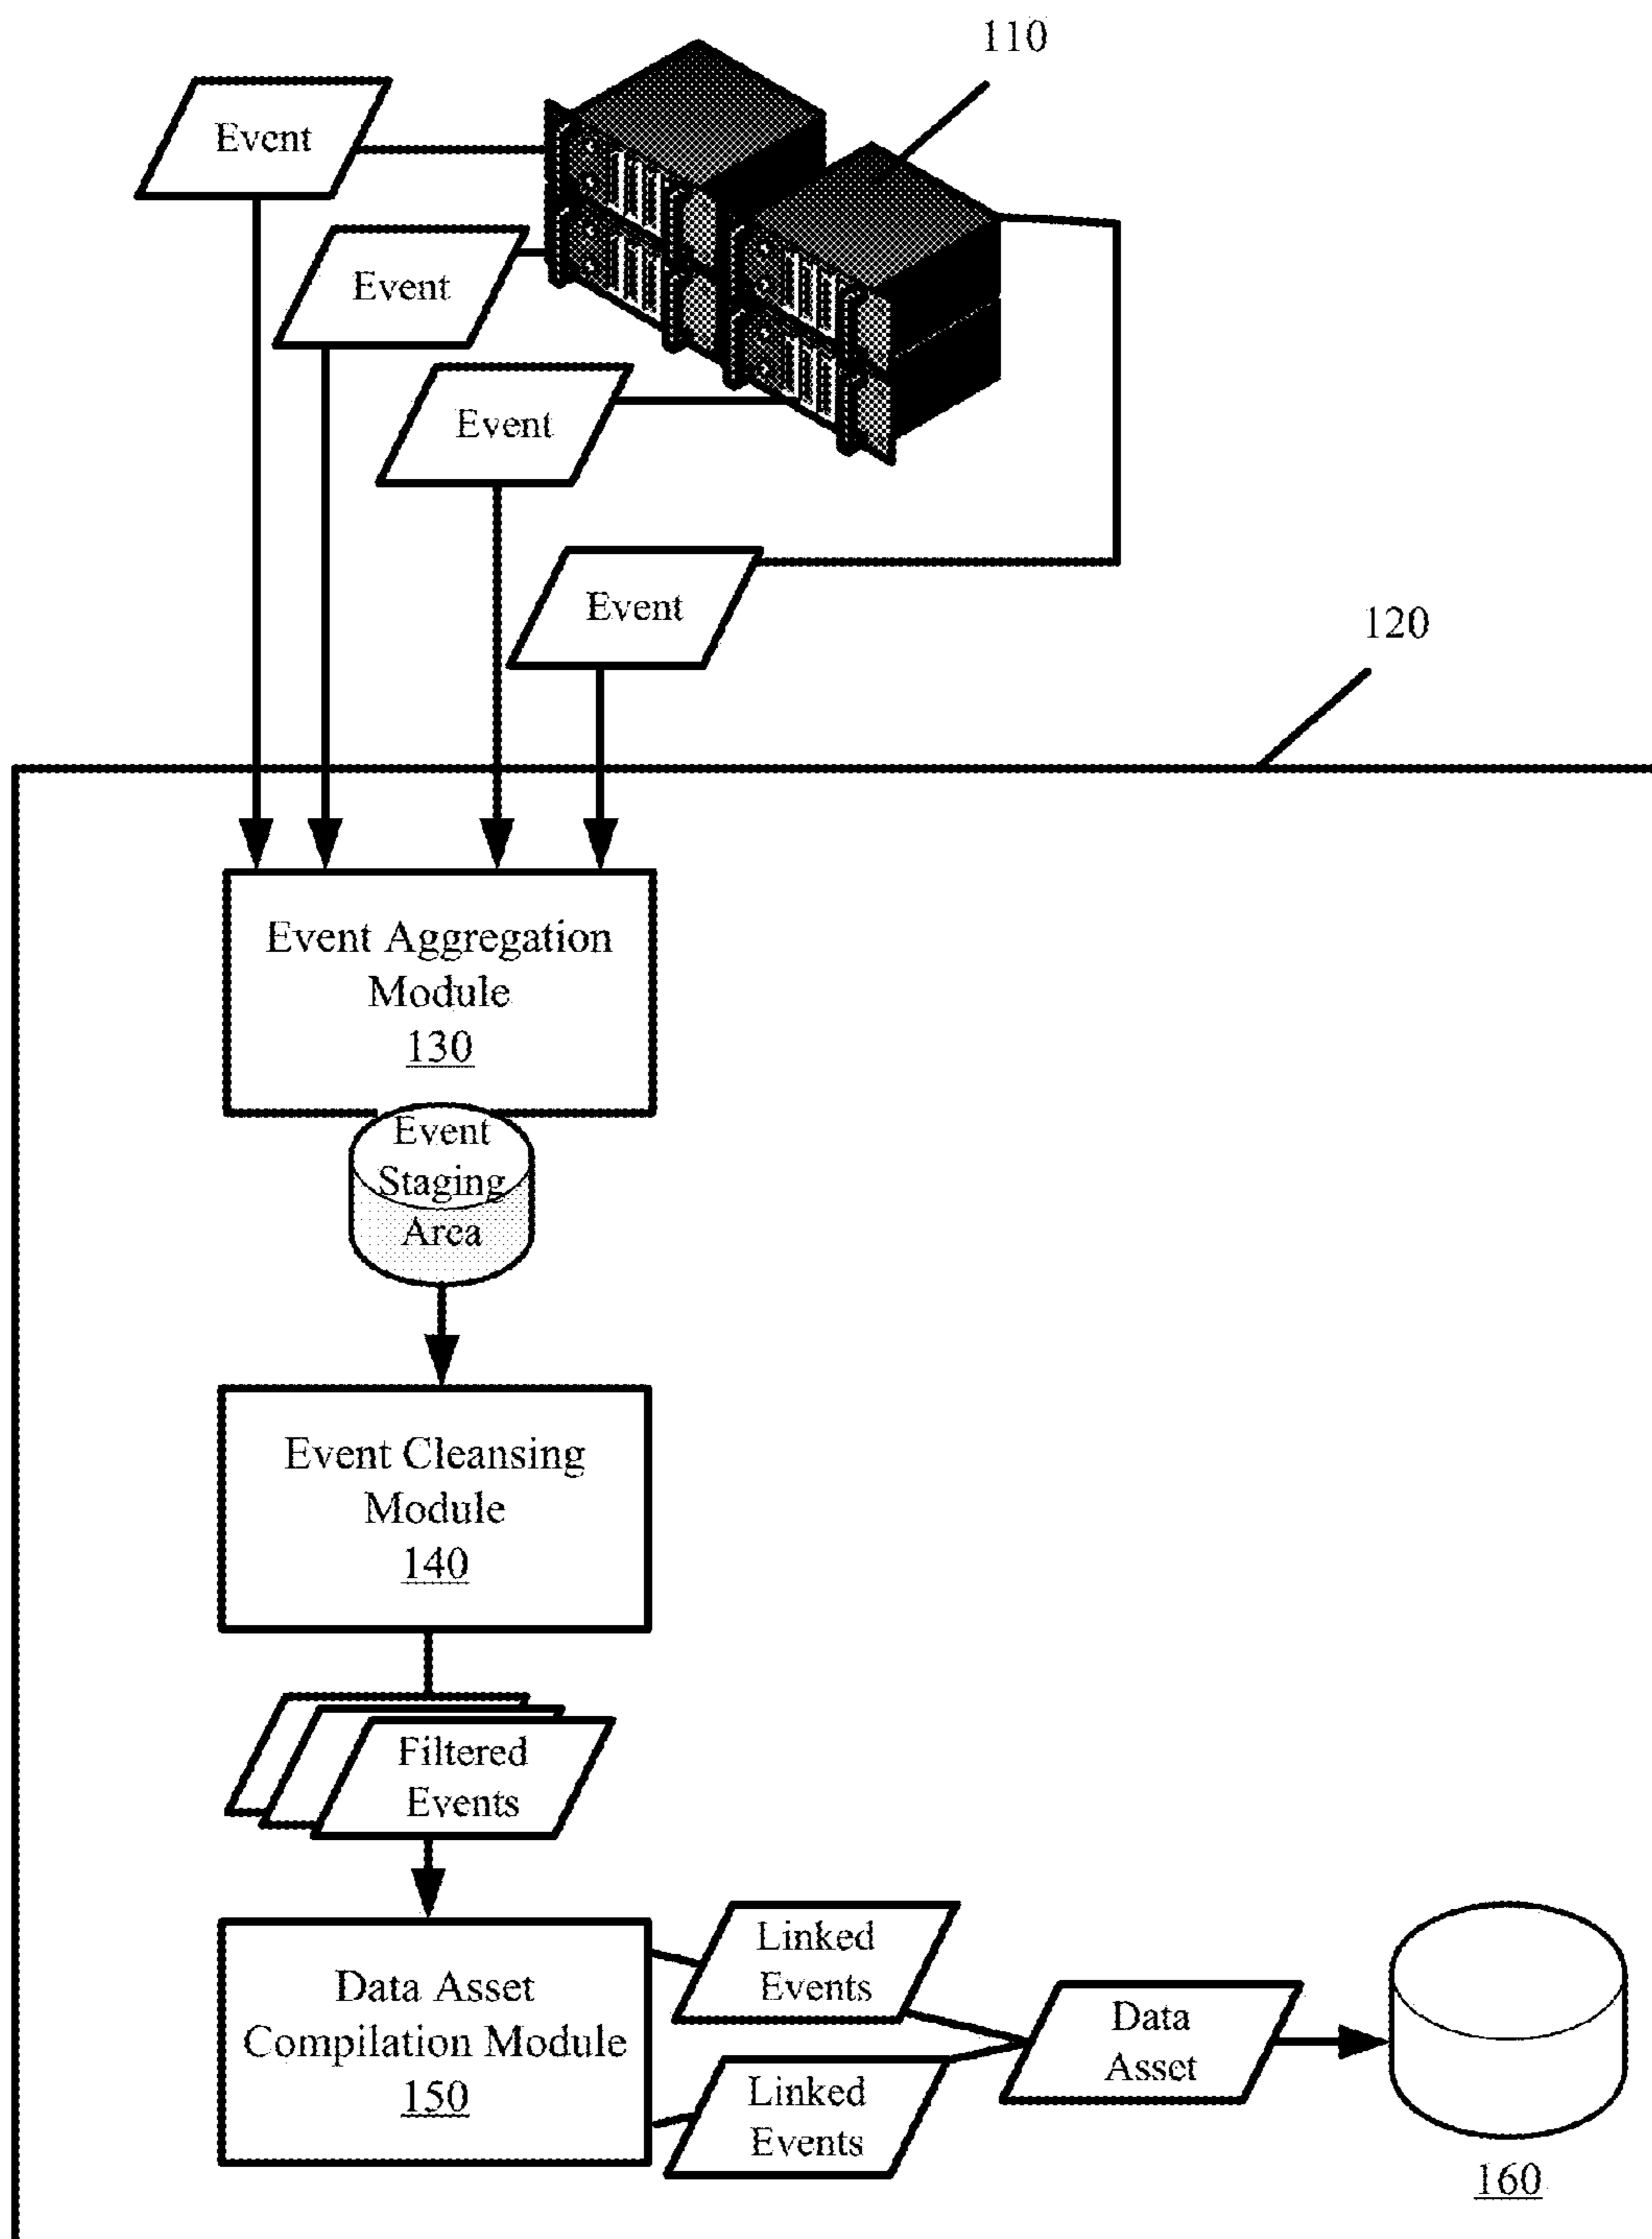 110
Event
Event
Event
Event
120
Event Aggregation
Module
130
Event
Staging
Area
Event Cleansing
Module
140
Filtered
Events
Data Asset
Compilation Module
150
Linked
Events
Linked
Events
Data
Asset
160